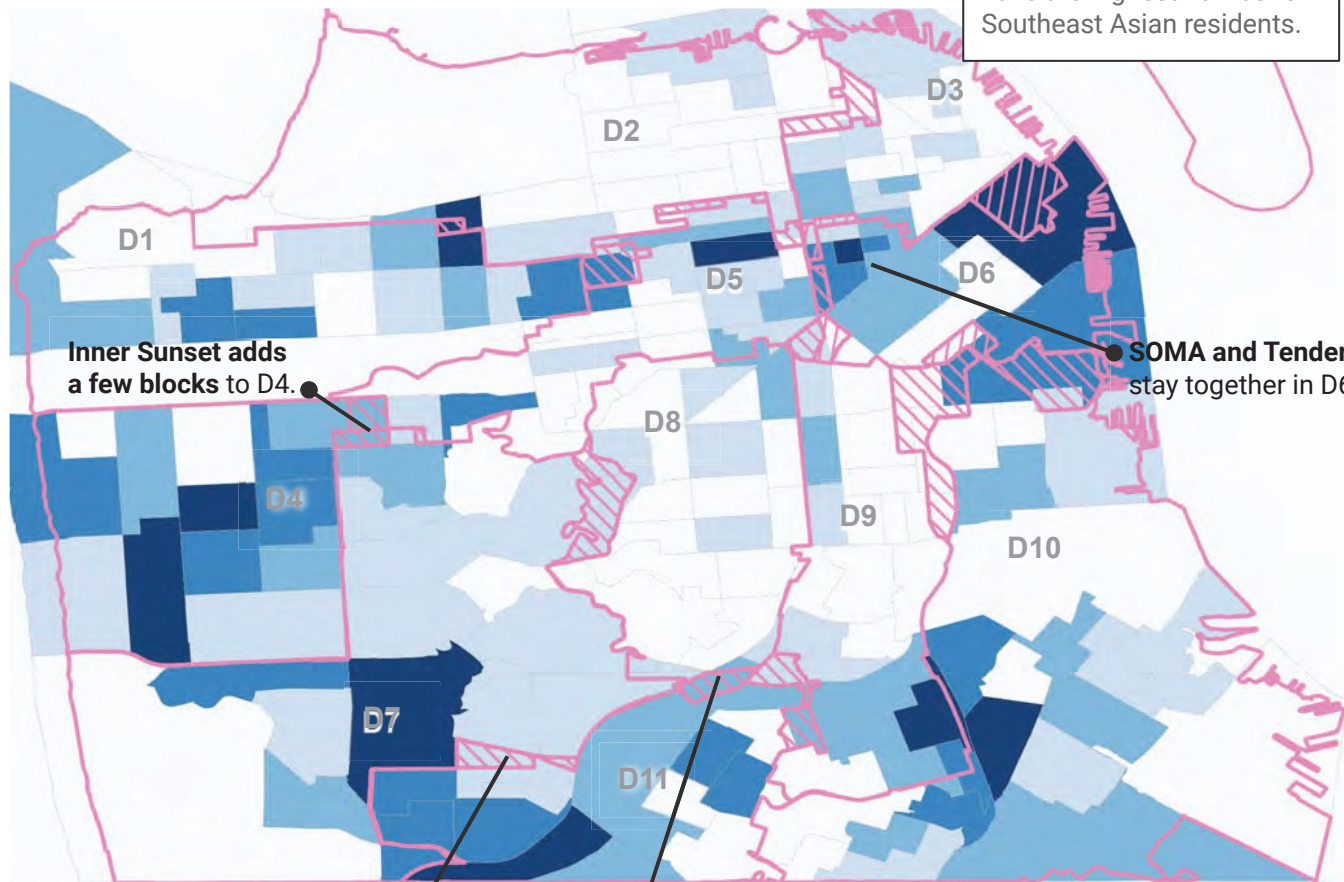 Southeast Asian residents.
D3
D2
D1
D6
D5
Inner Sunset adds
a few blocks to D4.
SOMA and Tender
stay together in D6
D8
D4
D9
D10
D7
D11